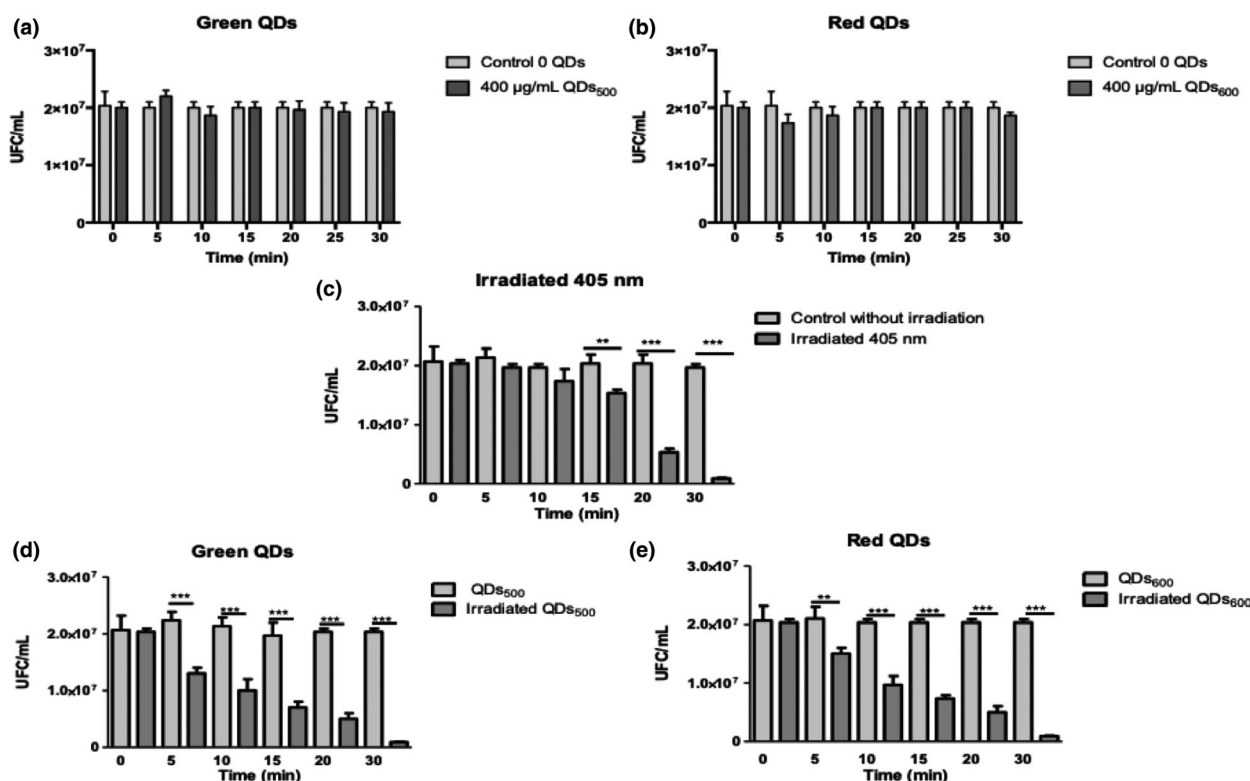 (a)
Green QDs
3×10⁷
2×10⁷
1×10⁷
0
UFC/mL
0 5 10 15 20 25 30
Time (min)
Control 0 QDs
400 µg/mL QDs₅₀₀
(b)
Red QDs
3×10⁷
2×10⁷
1×10⁷
0
UFC/mL
0 5 10 15 20 25 30
Time (min)
Control 0 QDs
400 µg/mL QDs₆₀₀
(c)
Irradiated 405 nm
3.0×10⁷
2.0×10⁷
1.0×10⁷
0
UFC/mL
** *** ***
0 5 10 15 20 30
Time (min)
Control without irradiation
Irradiated 405 nm
(d)
Green QDs
3.0×10⁷
2.0×10⁷
1.0×10⁷
0
UFC/mL
*** *** *** *** ***
0 5 10 15 20 30
Time (min)
QDs₅₀₀
Irradiated QDs₅₀₀
(e)
Red QDs
3.0×10⁷
2.0×10⁷
1.0×10⁷
0
UFC/mL
** *** *** *** ***
0 5 10 15 20 30
Time (min)
QDs₆₀₀
Irradiated QDs₆₀₀